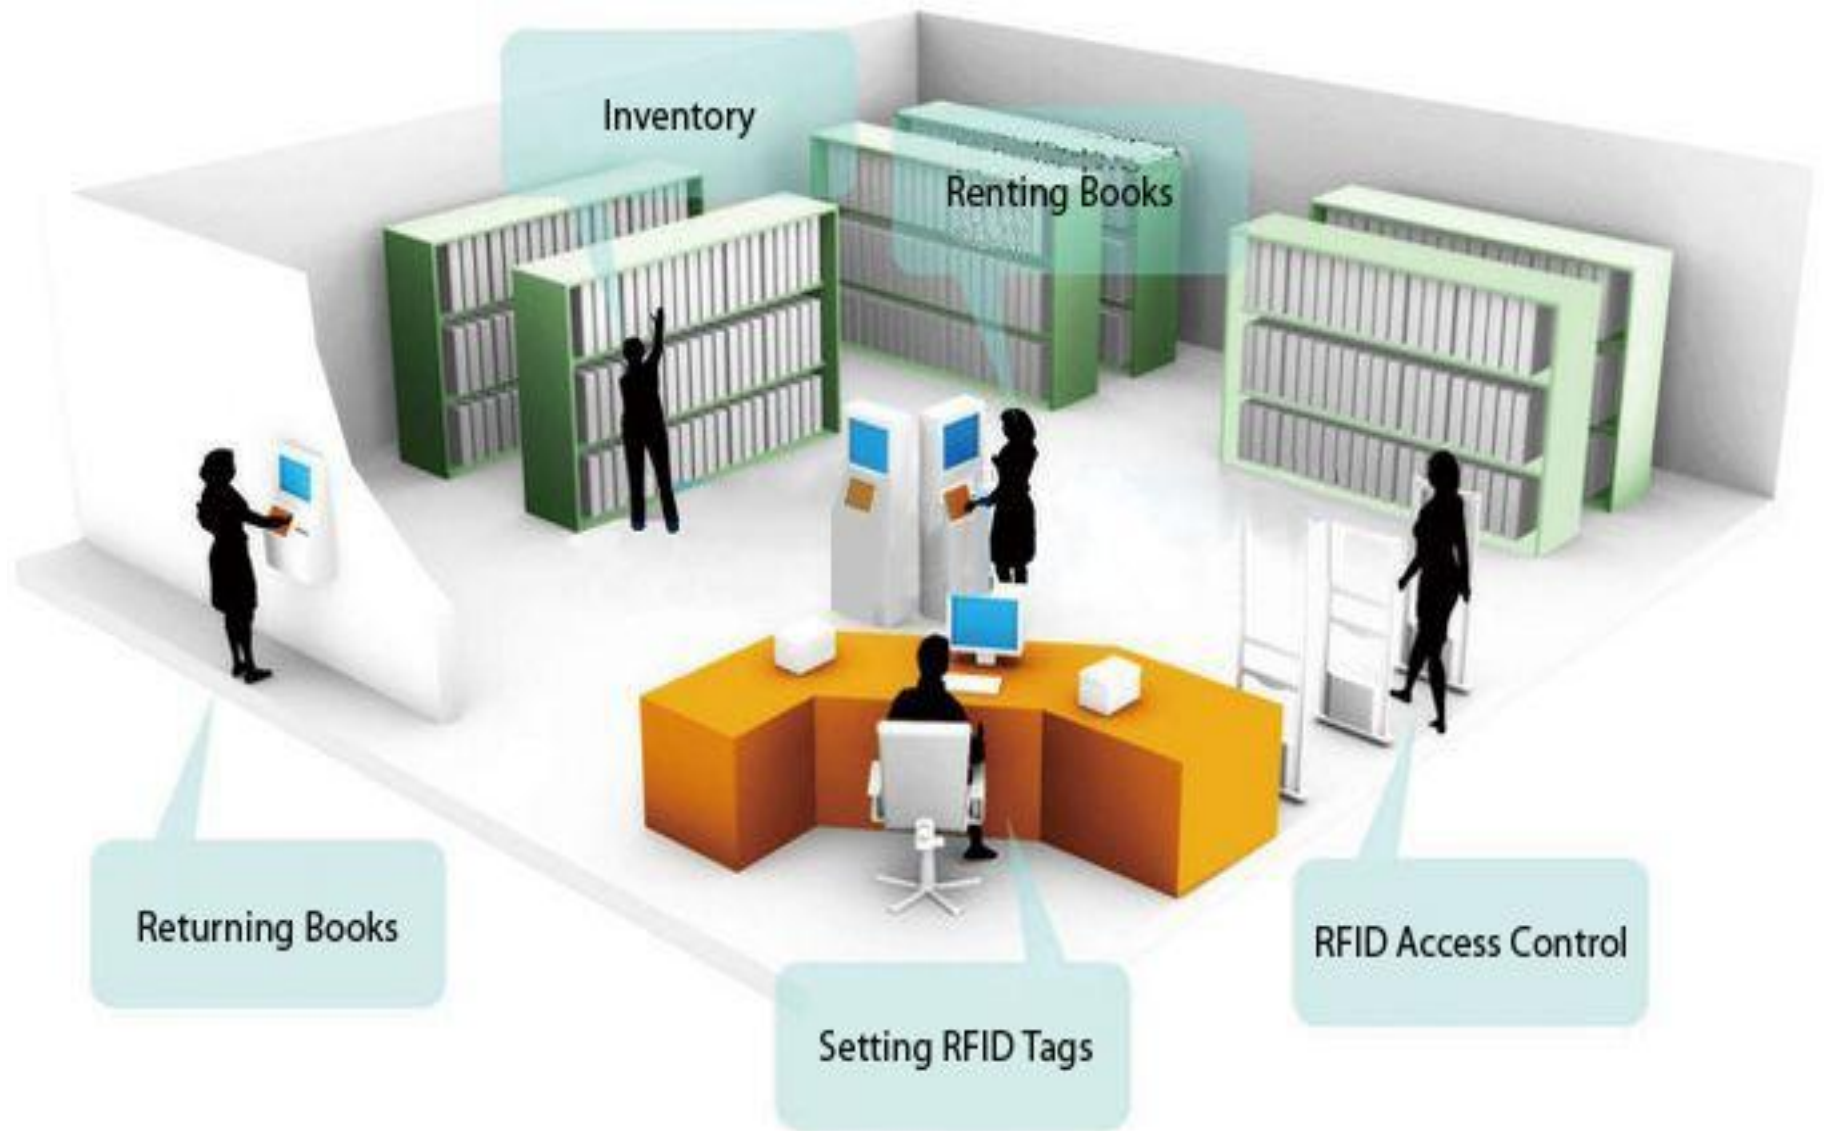 Inventory
Renting Books
Returning Books
RFID Access Control
Setting RFID Tags